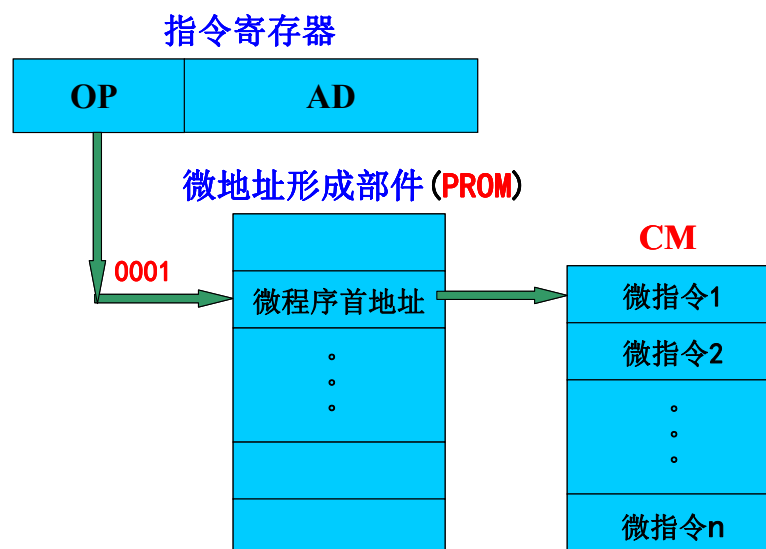 指令寄存器
OP AD
微地址形成部件(PROM)
0001
CM
微程序首地址
微指令1
微指令2
微指令n